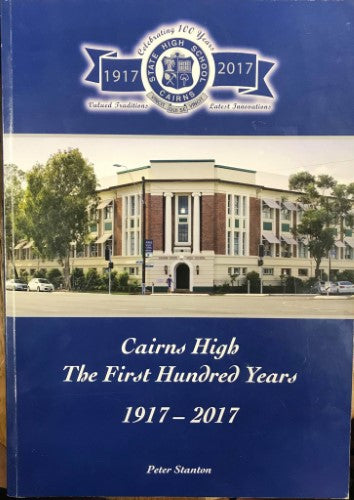 Celebrating 100 Years
1917
2017
STATE HIGH SCHOOL
CAIRNS
Valued Traditions
Latest Innovations
Cairns High
The First Hundred Years
1917 – 2017
Peter Stanton